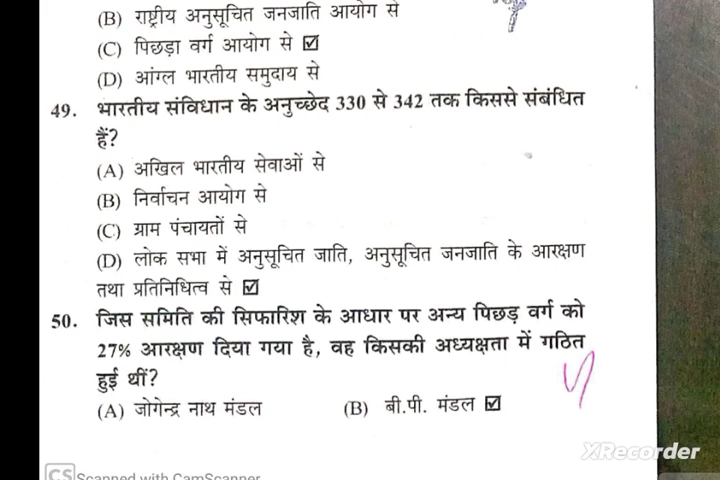 (B) राष्ट्रीय अनुसूचित जनजाति आयोग से
(C) पिछड़ा वर्ग आयोग से ☑
(D) आंग्ल भारतीय समुदाय से
49. भारतीय संविधान के अनुच्छेद 330 से 342 तक किससे संबंधित
हैं?
(A) अखिल भारतीय सेवाओं से
(B) निर्वाचन आयोग से
(C) ग्राम पंचायतों से
(D) लोक सभा में अनुसूचित जाति, अनुसूचित जनजाति के आरक्षण
तथा प्रतिनिधित्व से ☑
50. जिस समिति की सिफारिश के आधार पर अन्य पिछड़ वर्ग को
27% आरक्षण दिया गया है, वह किसकी अध्यक्षता में गठित
हुई थीं?
(A) जोगेन्द्र नाथ मंडल (B) बी.पी. मंडल ☑
XRecorder
CS Scanned with CamScanner